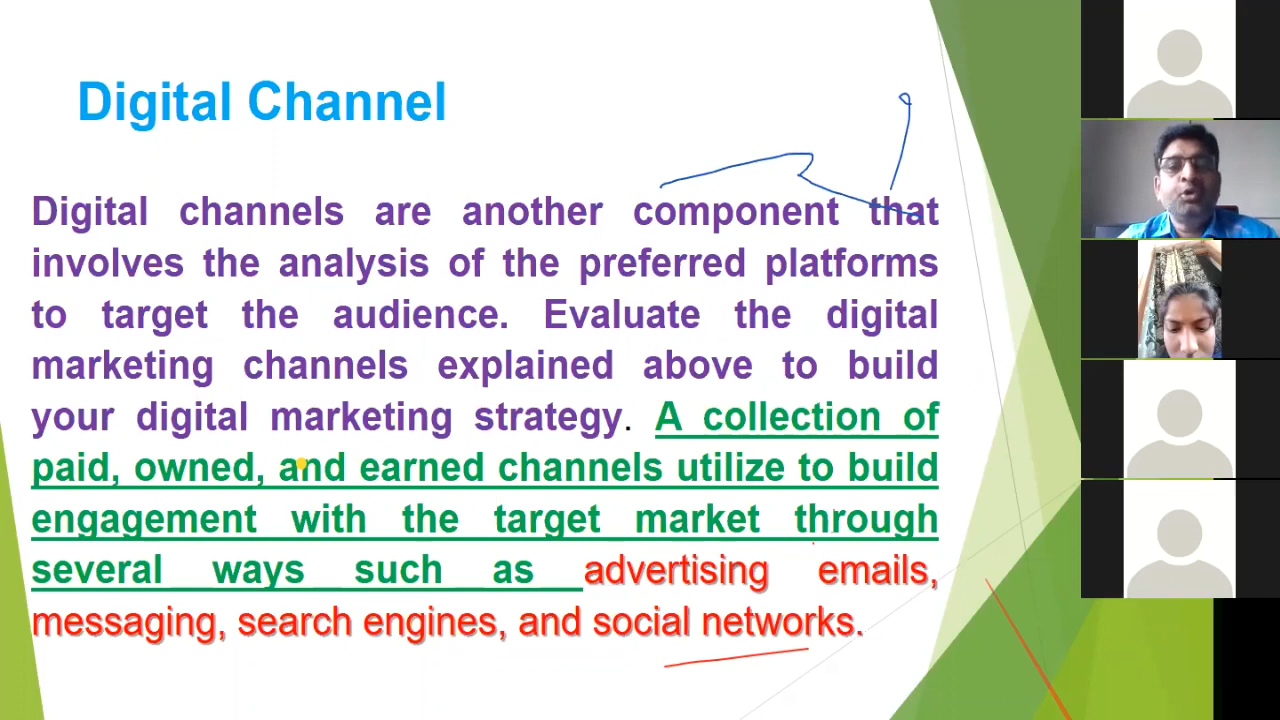 Digital Channel
Digital channels are another component that
involves the analysis of the preferred platforms
to target the audience. Evaluate the digital
marketing channels explained above to build
your digital marketing strategy. A collection of
paid, owned, and earned channels utilize to build
engagement with the target market through
several ways such as advertising emails,
messaging, search engines, and social networks.